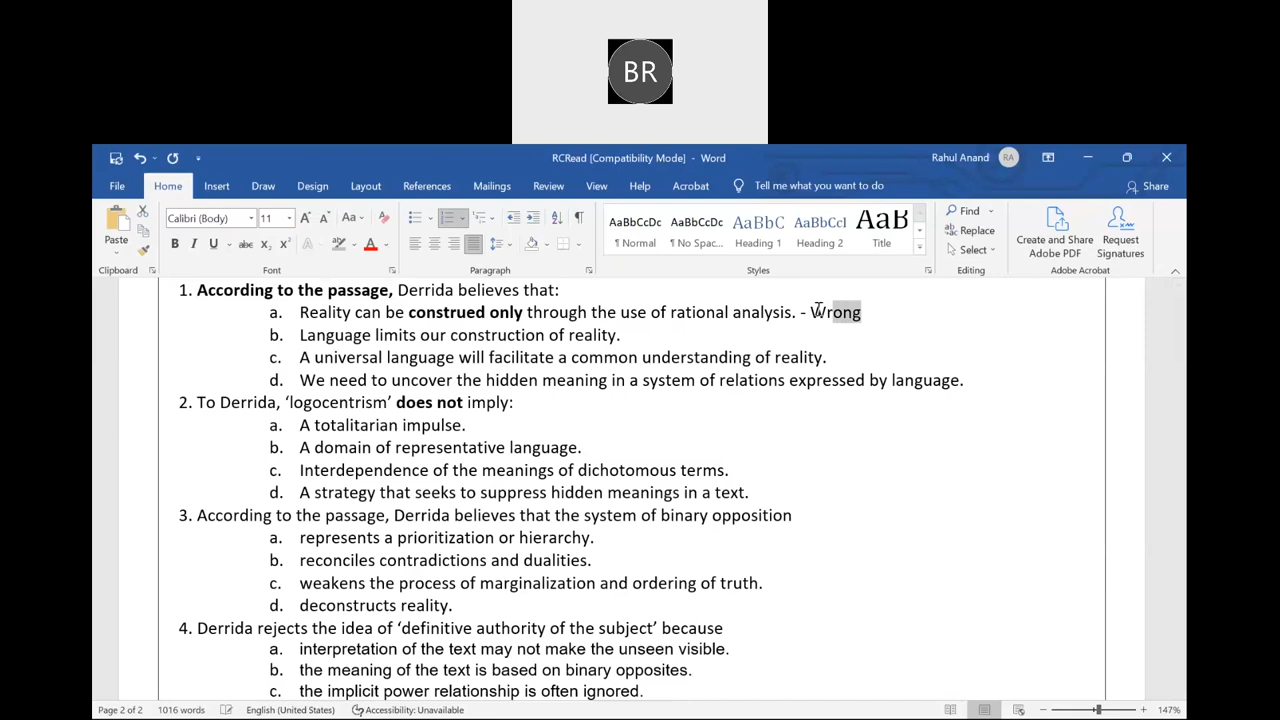 BR
RCRead [Compatibility Mode] - Word
Rahul Anand RA
File Home Insert Draw Design Layout References Mailings Review View Help Acrobat Tell me what you want to do Share
Paste
Calibri (Body) 11
AaBbCcDc AaBbCcDc AaBbC AaBbCcI AaB
¶ Normal ¶ No Spac... Heading 1 Heading 2 Title
Find
Replace
Select
Create and Share Adobe PDF
Request Signatures
Clipboard Font Paragraph Styles Editing Adobe Acrobat
1. According to the passage, Derrida believes that:
a. Reality can be construed only through the use of rational analysis. - Wrong
b. Language limits our construction of reality.
c. A universal language will facilitate a common understanding of reality.
d. We need to uncover the hidden meaning in a system of relations expressed by language.
2. To Derrida, ‘logocentrism’ does not imply:
a. A totalitarian impulse.
b. A domain of representative language.
c. Interdependence of the meanings of dichotomous terms.
d. A strategy that seeks to suppress hidden meanings in a text.
3. According to the passage, Derrida believes that the system of binary opposition
a. represents a prioritization or hierarchy.
b. reconciles contradictions and dualities.
c. weakens the process of marginalization and ordering of truth.
d. deconstructs reality.
4. Derrida rejects the idea of ‘definitive authority of the subject’ because
a. interpretation of the text may not make the unseen visible.
b. the meaning of the text is based on binary opposites.
c. the implicit power relationship is often ignored.
Page 2 of 2 1016 words English (United States) Accessibility: Unavailable 147%